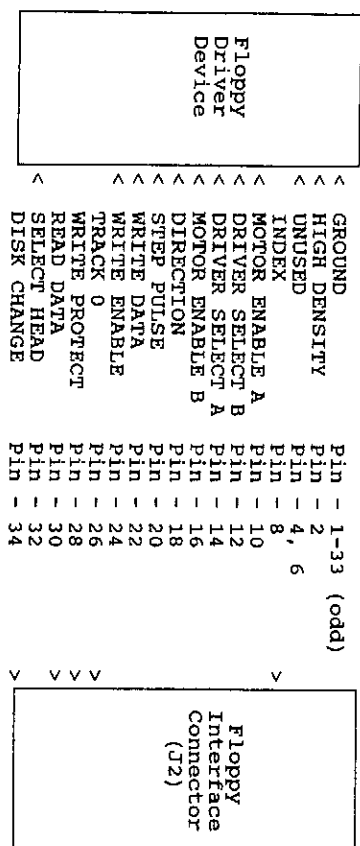 Floppy
Driver
Device
< GROUND Pin - 1-33 (odd)
< HIGH DENSITY Pin - 2
< UNUSED Pin - 4, 6
INDEX Pin - 8 >
< MOTOR ENABLE A Pin - 10
< DRIVER SELECT B Pin - 12
< DRIVER SELECT A Pin - 14
< MOTOR ENABLE B Pin - 16
< DIRECTION Pin - 18
< STEP PULSE Pin - 20
< WRITE DATA Pin - 22
< WRITE ENABLE Pin - 24
TRACK 0 Pin - 26 >
WRITE PROTECT Pin - 28 >
READ DATA Pin - 30 >
< SELECT HEAD Pin - 32
DISK CHANGE Pin - 34 >
Floppy
Interface
Connector
(J2)